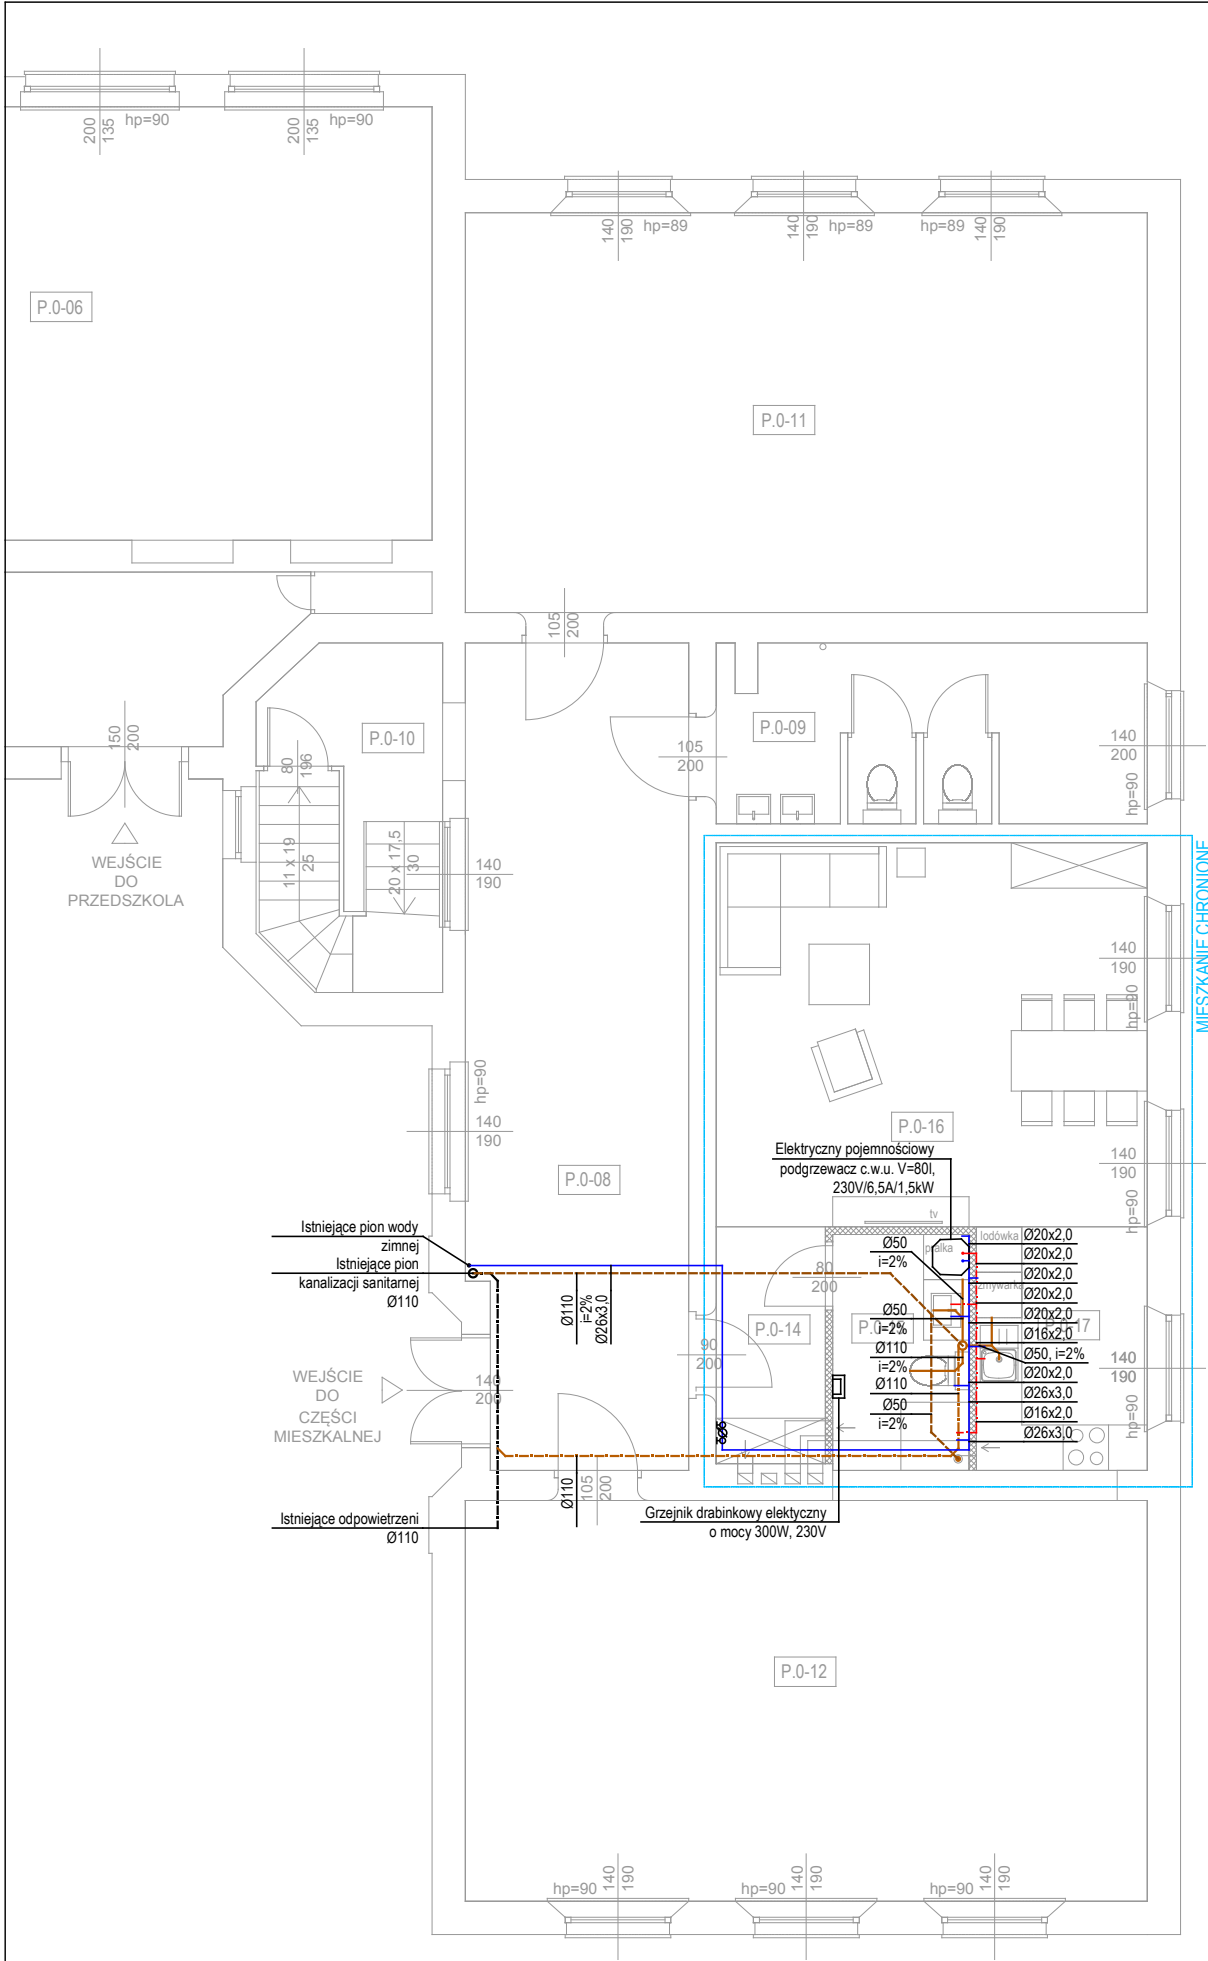 200
135
hp=90
200
135
hp=90
140
190
hp=89
140
190
hp=89
hp=89
140
190
P.0-06
P.0-11
105
200
P.0-10
P.0-09
150
200
80
196
105
200
140
200
hp=90
WEJŚCIE
DO
PRZEDSZKOLA
11 x 19
25
20 x 17,5
30
140
190
MIESZKANIE CHRONIONE
140
190
hp=90
hp=90
140
190
P.0-16
140
190
hp=90
Elektryczny pojemnościowy
podgrzewacz c.w.u. V=80l,
230V/6,5A/1,5kW
P.0-08
tv
Istniejące pion wody
zimnej
Istniejące pion
kanalizacji sanitarnej
Ø110
Ø50
i=2%
pralka
lodówka
zmywarka
80
200
Ø20x2,0
Ø20x2,0
Ø20x2,0
Ø20x2,0
Ø20x2,0
Ø16x2,0
Ø50, i=2%
Ø20x2,0
Ø26x3,0
Ø16x2,0
Ø26x3,0
Ø110
i=2%
Ø26x3,0
Ø50
i=2%
Ø110
i=2%
Ø110
Ø50
i=2%
P.0-14
90
200
140
190
hp=90
WEJŚCIE
DO
CZĘŚCI
MIESZKALNEJ
140
200
Ø110
105
200
Istniejące odpowietrzeni
Ø110
Grzejnik drabinkowy elektyczny
o mocy 300W, 230V
P.0-12
hp=90
140
190
hp=90
140
190
hp=90
140
190